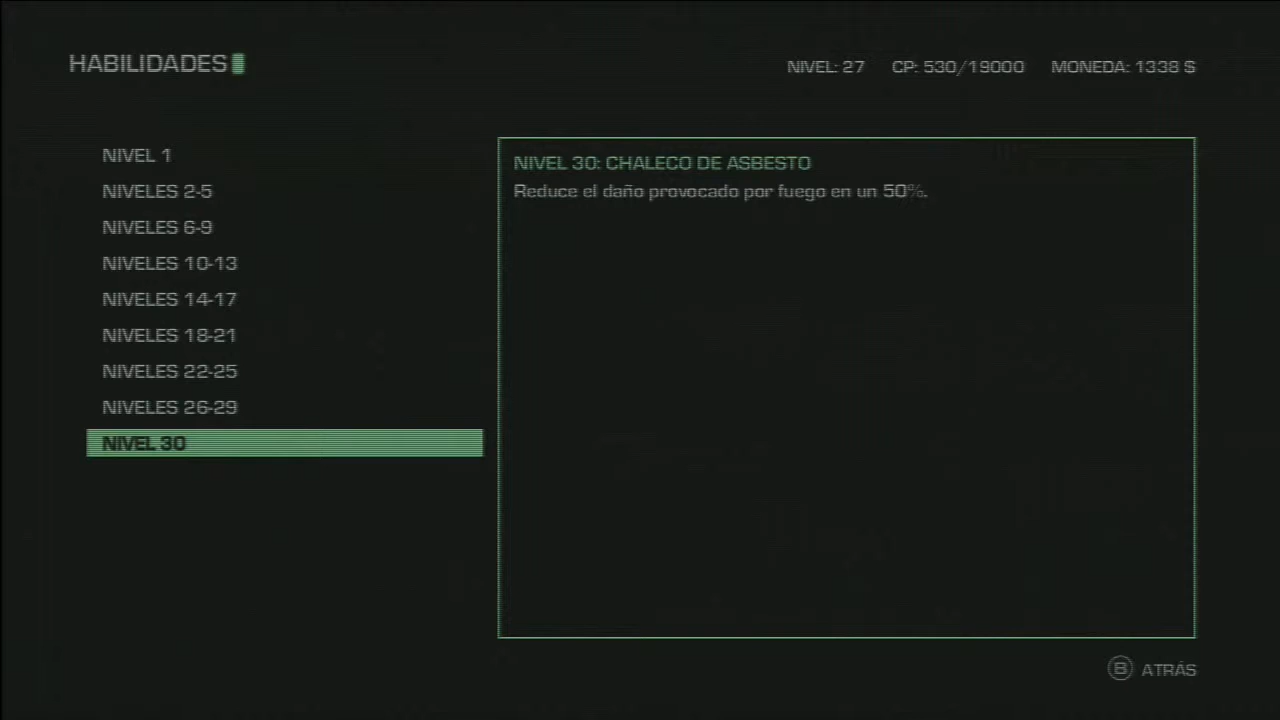 HABILIDADES
NIVEL: 27 CP: 530/19000 MONEDA: 1338 $
NIVEL 1
NIVELES 2-5
NIVELES 6-9
NIVELES 10-13
NIVELES 14-17
NIVELES 18-21
NIVELES 22-25
NIVELES 26-29
NIVEL 30
NIVEL 30: CHALECO DE ASBESTO
Reduce el daño provocado por fuego en un 50%.
B ATRÁS